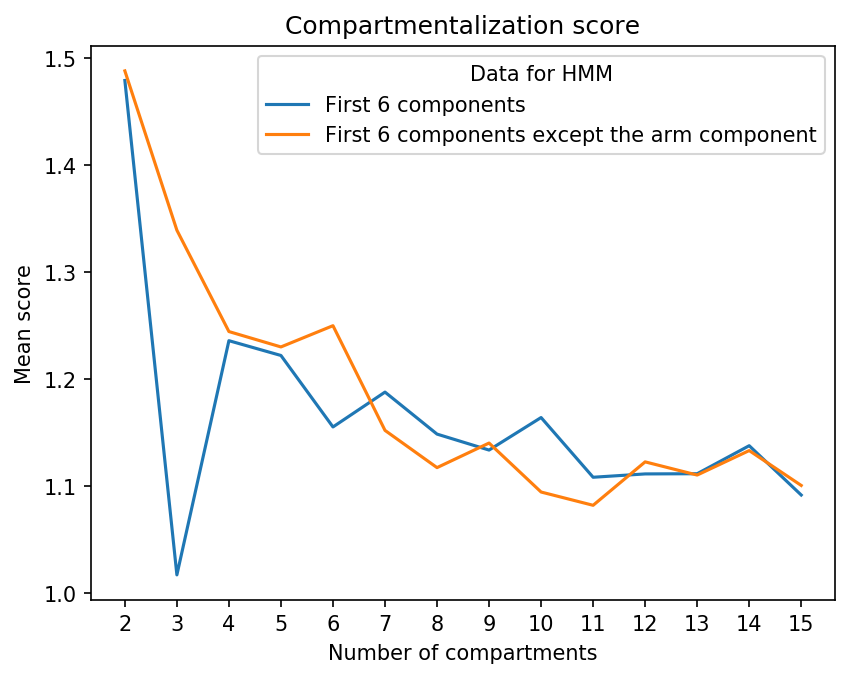 Compartmentalization score
Data for HMM
First 6 components
First 6 components except the arm component
Mean score
1.5
1.4
1.3
1.2
1.1
1.0
2 3 4 5 6 7 8 9 10 11 12 13 14 15
Number of compartments